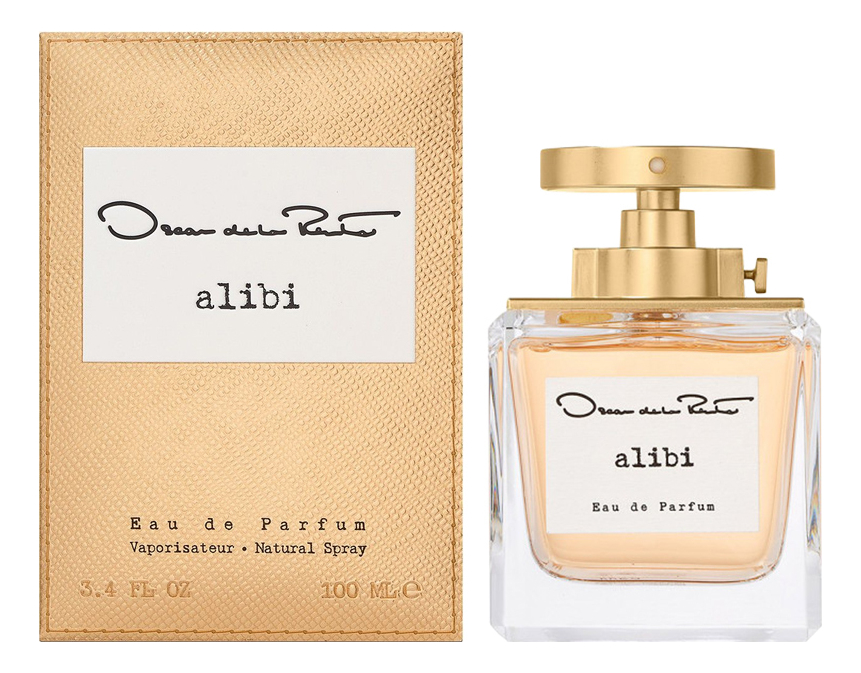 Oscar de la Renta
alibi
Eau de Parfum
Vaporisateur • Natural Spray
3.4 FL OZ 100 ML ℮
Oscar de la Renta
alibi
Eau de Parfum